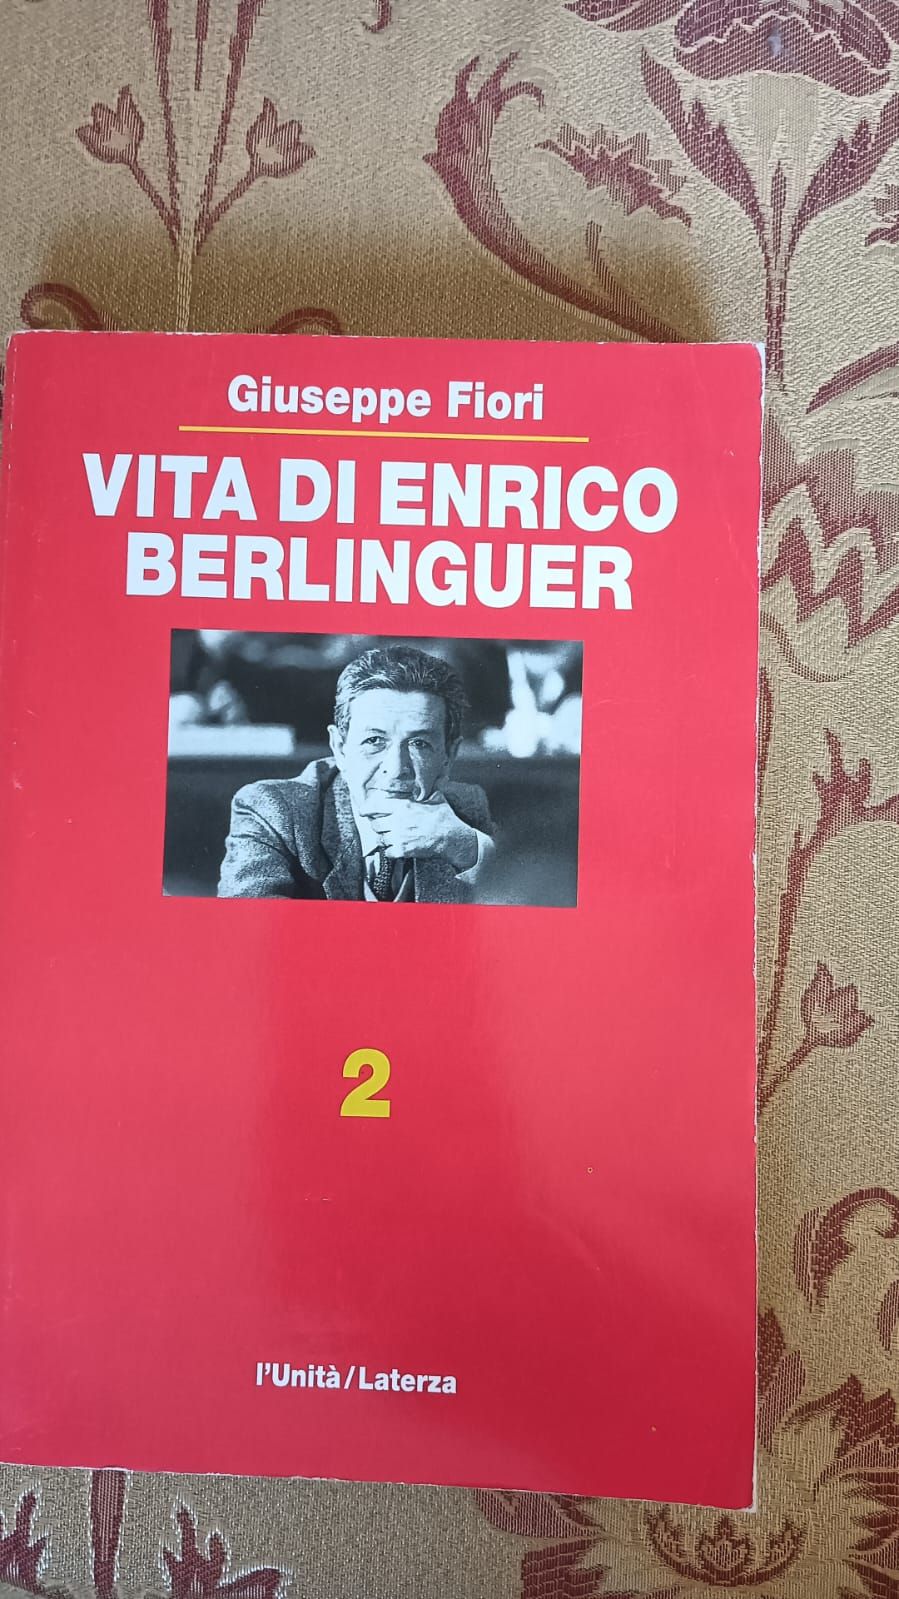 Giuseppe Fiori
VITA DI ENRICO
BERLINGUER
2
l'Unità/Laterza